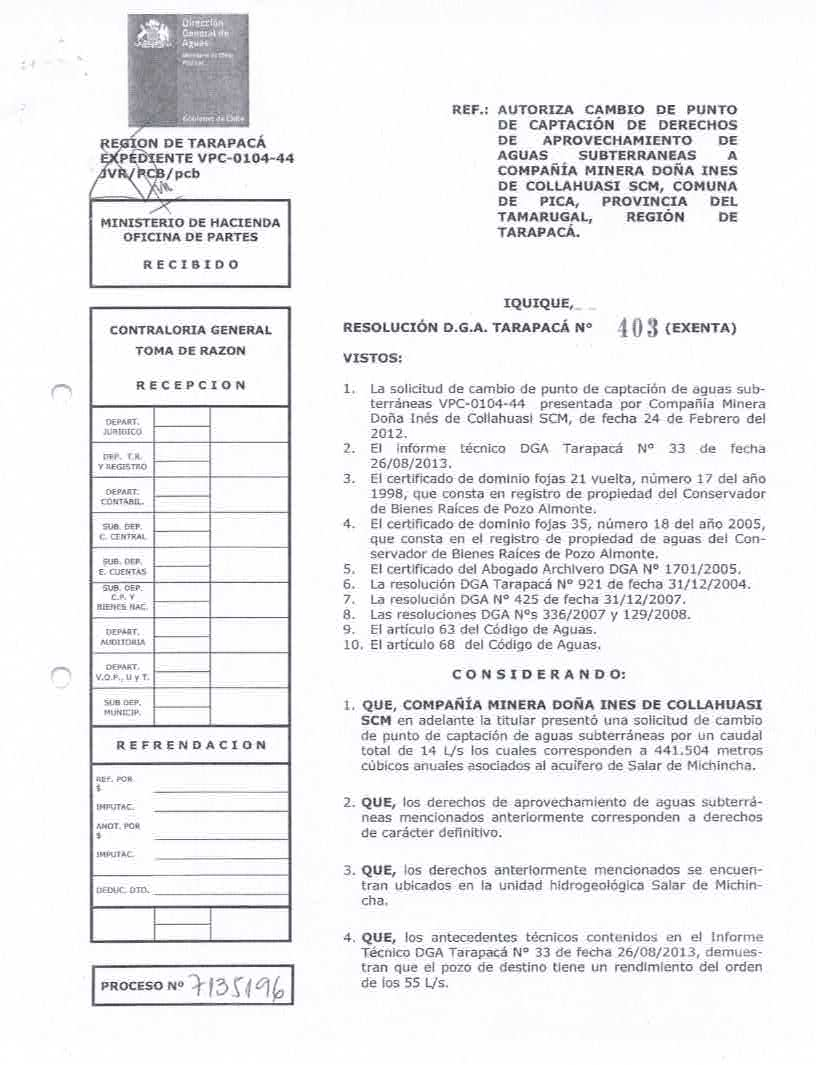 Dirección
General de
Aguas
Gobierno de Chile
REGION DE TARAPACÁ
EXPEDIENTE VPC-0104-44
JVR/PCB/pcb
MINISTERIO DE HACIENDA
OFICINA DE PARTES
RECIBIDO
CONTRALORIA GENERAL
TOMA DE RAZON
RECEPCION
DEPART.
JURIDICO
DEP. T.R.
Y REGISTRO
DEPART.
CONTABIL.
SUB. DEP.
C. CENTRAL
SUB. DEP.
E. CUENTAS
SUB. DEP.
C.P. Y
BIENES NAC.
DEPART.
AUDITORIA
DEPART.
V.O.P., U y T.
SUB DEP.
MUNICIP.
REFRENDACION
REF. POR
$
IMPUTAC.
ANOT. POR
$
IMPUTAC.
DEDUC. DTO.
PROCESO Nº 7135196
REF.: AUTORIZA CAMBIO DE PUNTO
DE CAPTACIÓN DE DERECHOS
DE APROVECHAMIENTO DE
AGUAS SUBTERRANEAS A
COMPAÑÍA MINERA DOÑA INES
DE COLLAHUASI SCM, COMUNA
DE PICA, PROVINCIA DEL
TAMARUGAL, REGIÓN DE
TARAPACÁ.
IQUIQUE,
RESOLUCIÓN D.G.A. TARAPACÁ Nº 403 (EXENTA)
VISTOS:
1. La solicitud de cambio de punto de captación de aguas sub-
terráneas VPC-0104-44 presentada por Compañía Minera
Doña Inés de Collahuasi SCM, de fecha 24 de Febrero del
2012.
2. El informe técnico DGA Tarapacá Nº 33 de fecha
26/08/2013.
3. El certificado de dominio fojas 21 vuelta, número 17 del año
1998, que consta en registro de propiedad del Conservador
de Bienes Raíces de Pozo Almonte.
4. El certificado de dominio fojas 35, número 18 del año 2005,
que consta en el registro de propiedad de aguas del Con-
servador de Bienes Raíces de Pozo Almonte.
5. El certificado del Abogado Archivero DGA Nº 1701/2005.
6. La resolución DGA Tarapacá Nº 921 de fecha 31/12/2004.
7. La resolución DGA Nº 425 de fecha 31/12/2007.
8. Las resoluciones DGA Nºs 336/2007 y 129/2008.
9. El artículo 63 del Código de Aguas.
10. El artículo 68 del Código de Aguas.
CONSIDERANDO:
1. QUE, COMPAÑÍA MINERA DOÑA INES DE COLLAHUASI
SCM en adelante la titular presentó una solicitud de cambio
de punto de captación de aguas subterráneas por un caudal
total de 14 L/s los cuales corresponden a 441.504 metros
cúbicos anuales asociados al acuífero de Salar de Michincha.
2. QUE, los derechos de aprovechamiento de aguas subterrá-
neas mencionados anteriormente corresponden a derechos
de carácter definitivo.
3. QUE, los derechos anteriormente mencionados se encuen-
tran ubicados en la unidad hidrogeológica Salar de Michin-
cha.
4. QUE, los antecedentes técnicos contenidos en el Informe
Técnico DGA Tarapacá Nº 33 de fecha 26/08/2013, demues-
tran que el pozo de destino tiene un rendimiento del orden
de los 55 L/s.